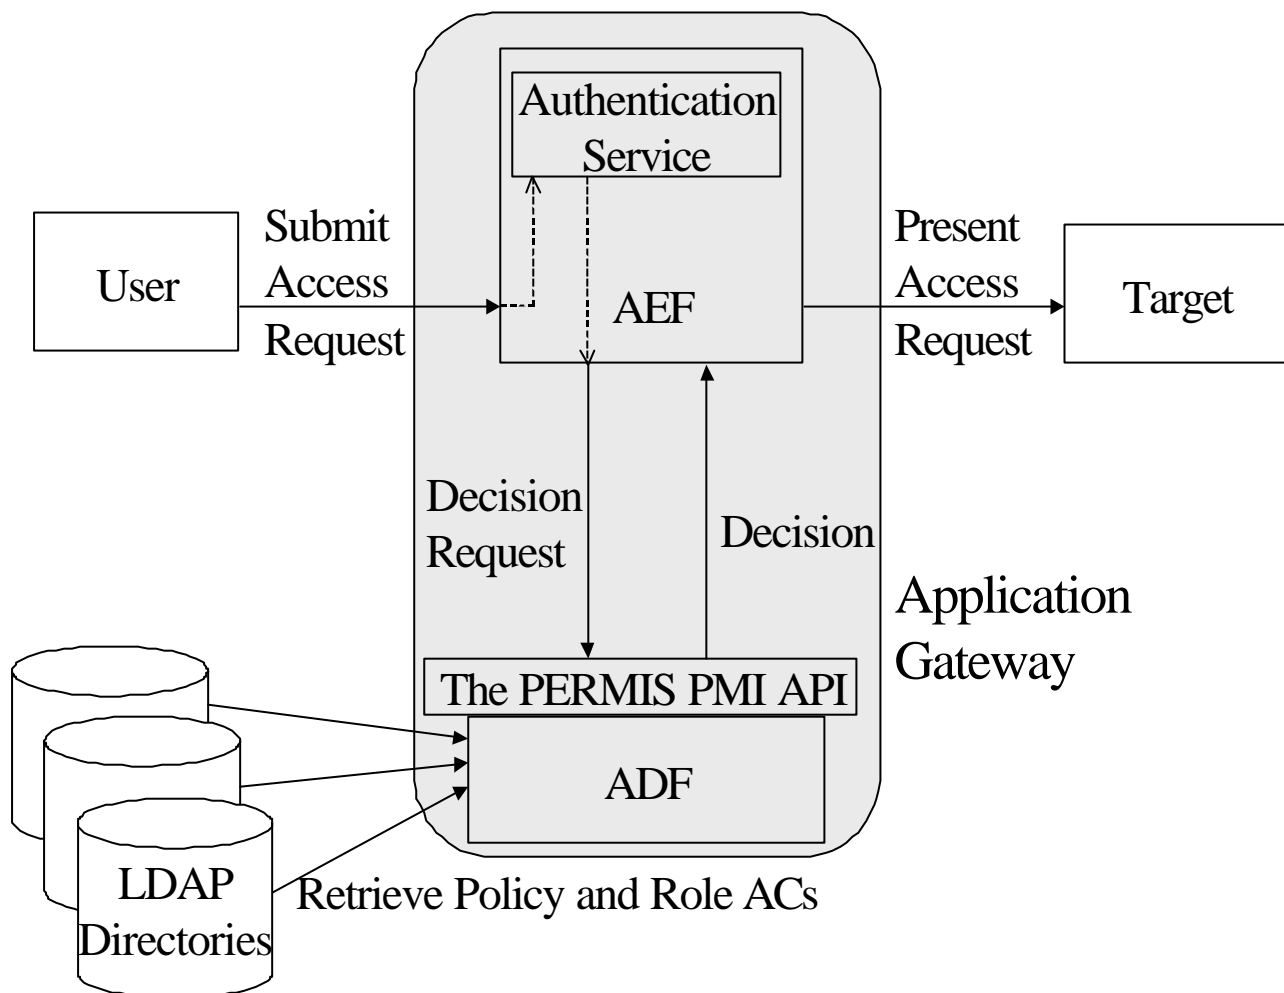 Authentication
Service
User
Submit
Access
Request
AEF
Present
Access
Request
Target
Decision
Request
Decision
Application
Gateway
The PERMIS PMI API
ADF
LDAP
Directories
Retrieve Policy and Role ACs